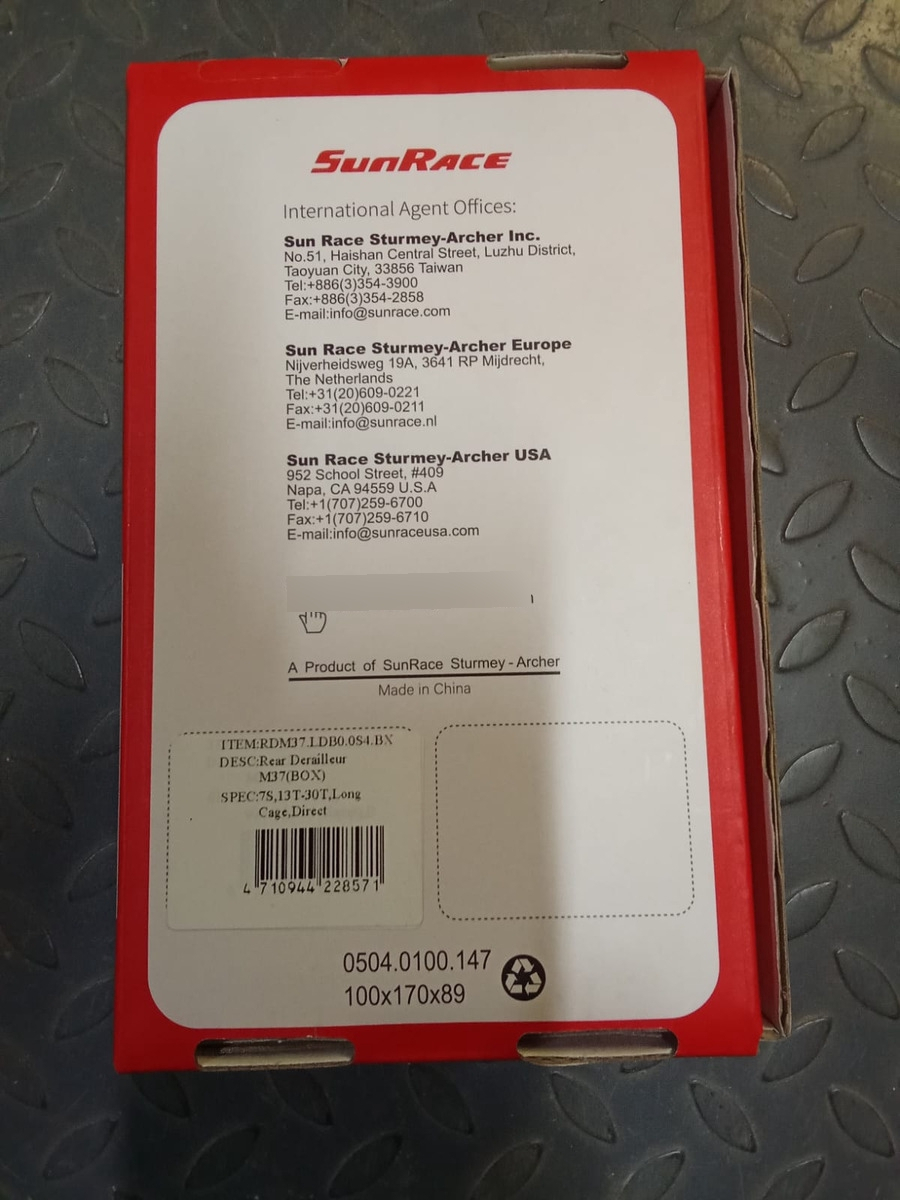 SunRace
International Agent Offices:
Sun Race Sturmey-Archer Inc.
No.51, Haishan Central Street, Luzhu District,
Taoyuan City, 33856 Taiwan
Tel:+886(3)354-3900
Fax:+886(3)354-2858
E-mail:info@sunrace.com
Sun Race Sturmey-Archer Europe
Nijverheidsweg 19A, 3641 RP Mijdrecht,
The Netherlands
Tel:+31(20)609-0221
Fax:+31(20)609-0211
E-mail:info@sunrace.nl
Sun Race Sturmey-Archer USA
952 School Street, #409
Napa, CA 94559 U.S.A
Tel:+1(707)259-6700
Fax:+1(707)259-6710
E-mail:info@sunraceusa.com
A Product of SunRace Sturmey - Archer
Made in China
ITEM:RDM37.LDB0.0S4.BX
DESC:Rear Derailleur
M37(BOX)
SPEC:7S,13T-30T,Long
Cage,Direct
4 710944 228571
0504.0100.147
100x170x89